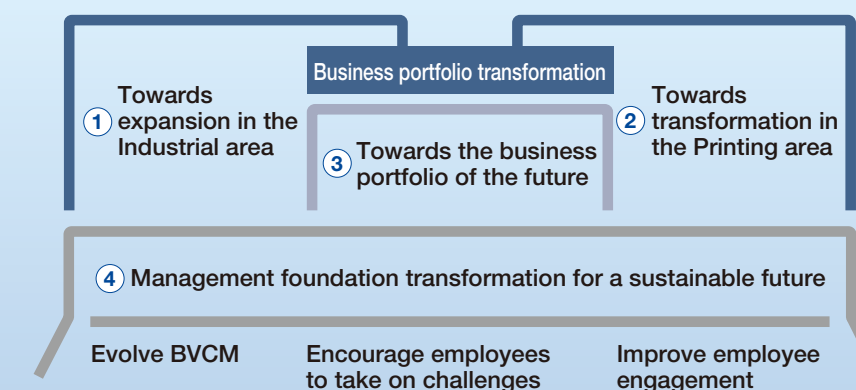 Business portfolio transformation
1 Towards
expansion in the
Industrial area
2 Towards
transformation in
the Printing area
3 Towards the business
portfolio of the future
4 Management foundation transformation for a sustainable future
Evolve BVCM
Encourage employees
to take on challenges
Improve employee
engagement